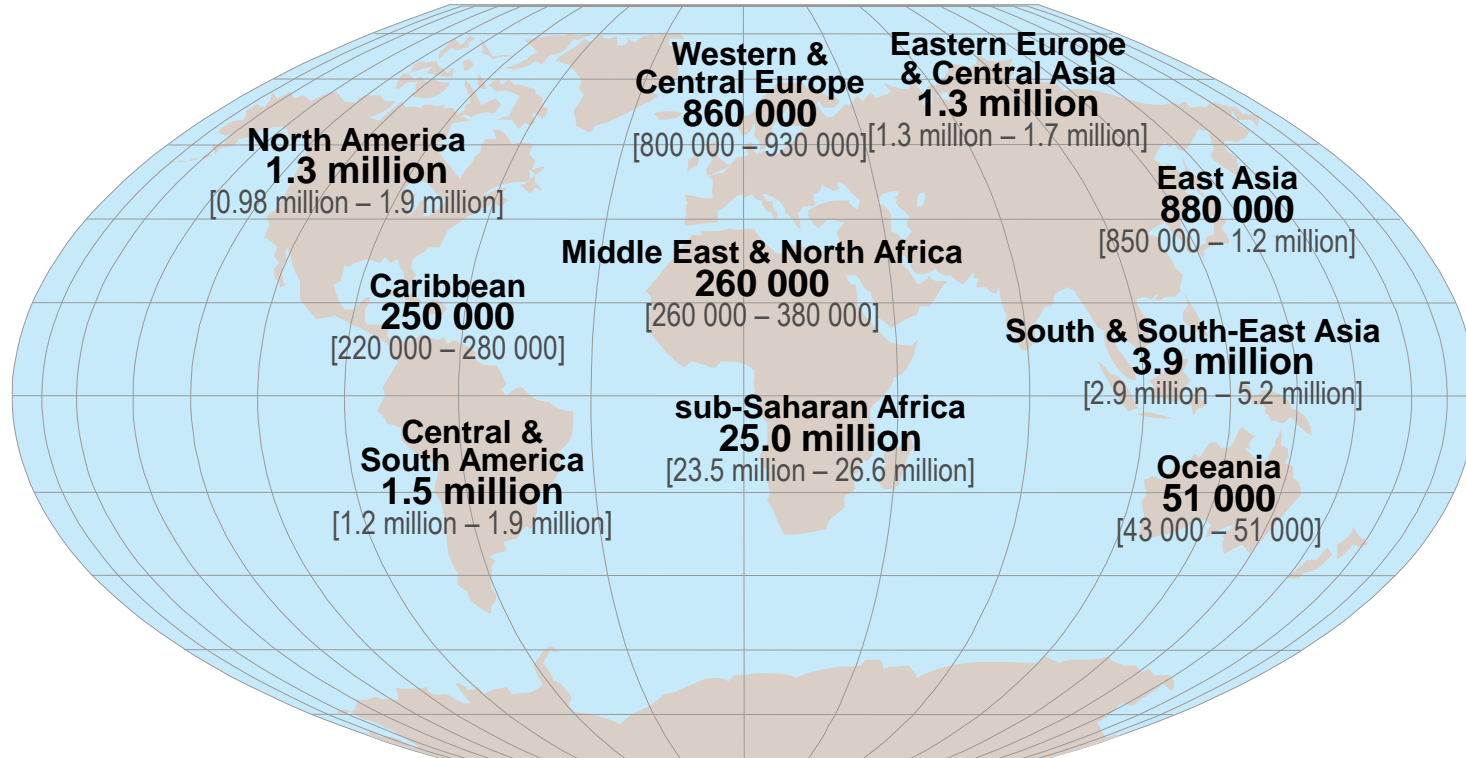 Western &
Central Europe
860 000
[800 000 – 930 000]
Eastern Europe
& Central Asia
1.3 million
[1.3 million – 1.7 million]
North America
1.3 million
[0.98 million – 1.9 million]
East Asia
880 000
[850 000 – 1.2 million]
Middle East & North Africa
260 000
[260 000 – 380 000]
Caribbean
250 000
[220 000 – 280 000]
South & South-East Asia
3.9 million
[2.9 million – 5.2 million]
sub-Saharan Africa
25.0 million
[23.5 million – 26.6 million]
Central &
South America
1.5 million
[1.2 million – 1.9 million]
Oceania
51 000
[43 000 – 51 000]